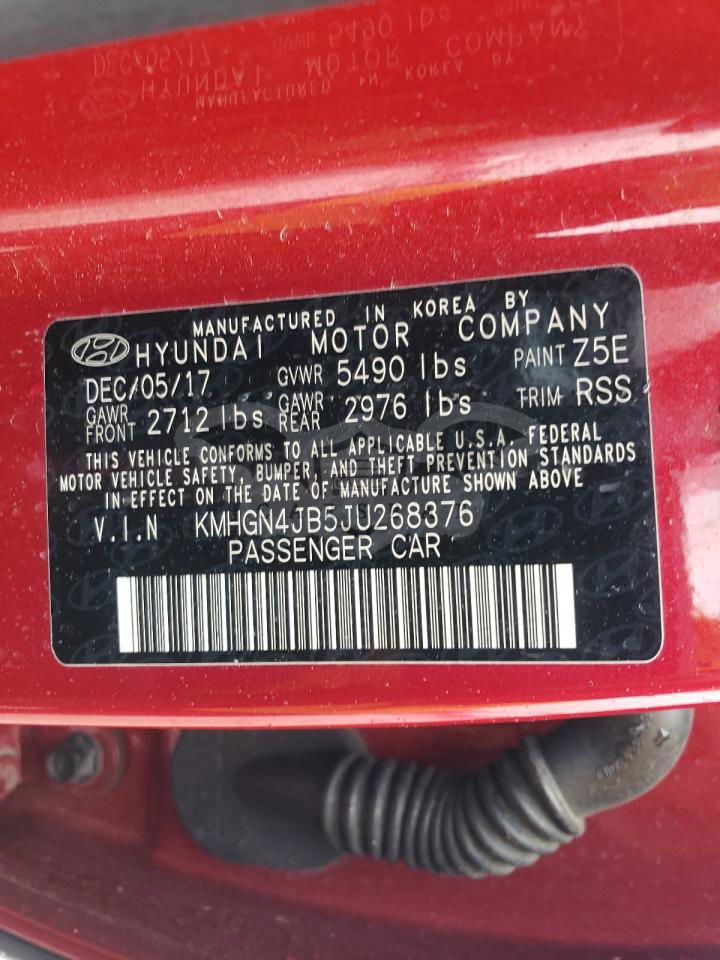 MANUFACTURED IN KOREA BY
HYUNDAI MOTOR COMPANY
DEC/05/17 GVWR 5490 lbs PAINT Z5E
GAWR FRONT 2712 lbs GAWR REAR 2976 lbs TRIM RSS
THIS VEHICLE CONFORMS TO ALL APPLICABLE U.S.A. FEDERAL
MOTOR VEHICLE SAFETY, BUMPER, AND THEFT PREVENTION STANDARDS
IN EFFECT ON THE DATE OF MANUFACTURE SHOWN ABOVE
V.I.N KMHGN4JB5JU268376
PASSENGER CAR